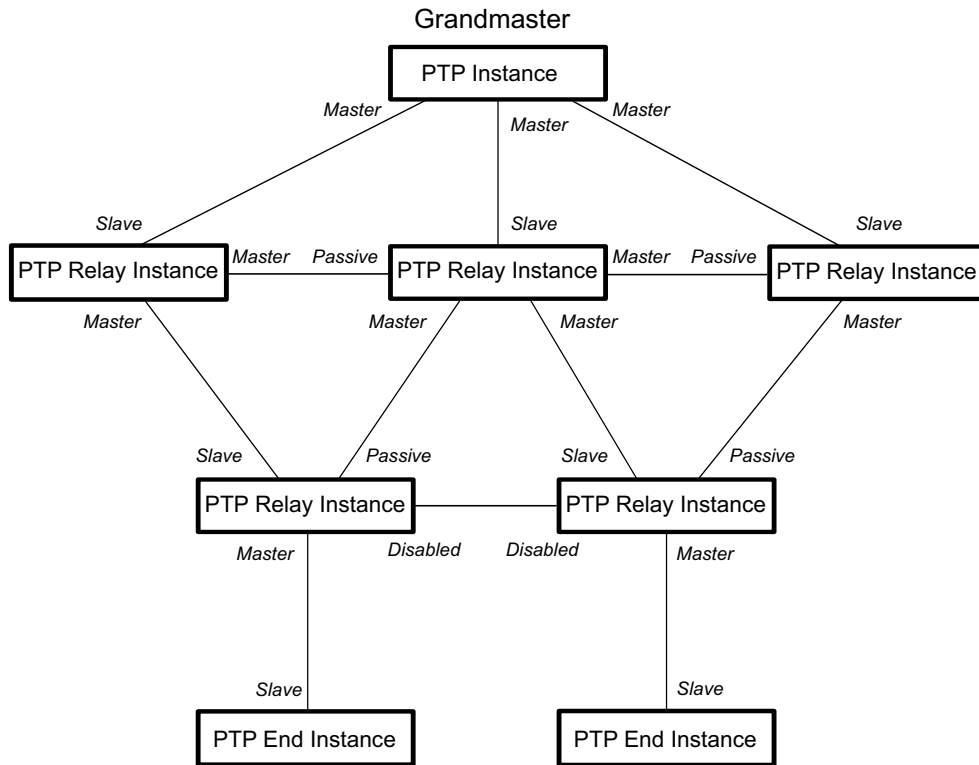 Grandmaster
PTP Instance
Master
Master
Master
Slave
Slave
Slave
PTP Relay Instance
Master
Passive
PTP Relay Instance
Master
Passive
PTP Relay Instance
Master
Master
Master
Master
Slave
Passive
Slave
Passive
PTP Relay Instance
PTP Relay Instance
Master
Disabled
Disabled
Master
Slave
Slave
PTP End Instance
PTP End Instance